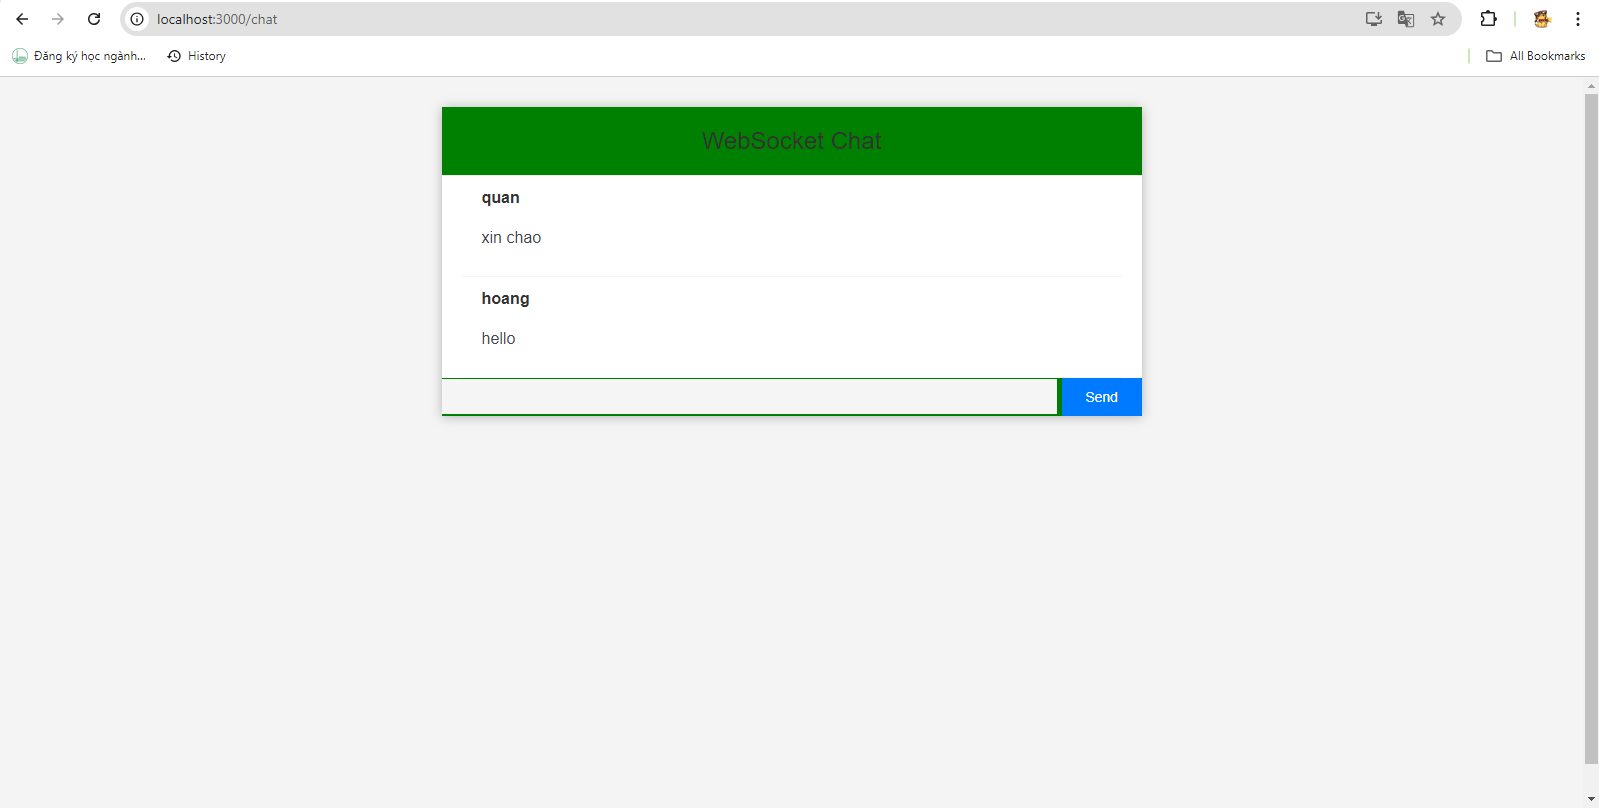 localhost:3000/chat
Đăng ký học ngành...
History
All Bookmarks
WebSocket Chat
quan
xin chao
hoang
hello
Send